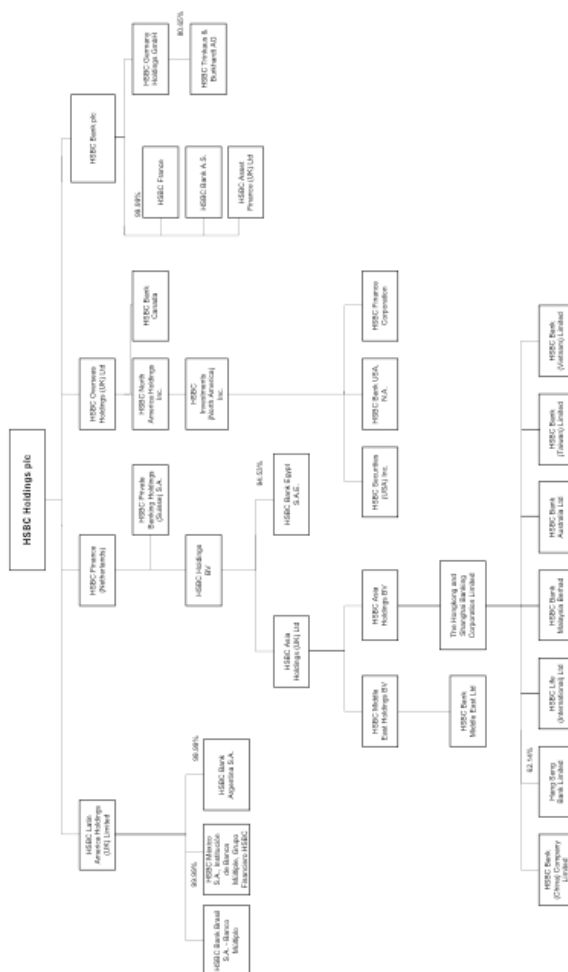 HSBC Holdings plc
HSBC Latin
America Holdings
(UK) Limited
HSBC Finance
(Netherlands)
HSBC Overseas
Holdings (UK) Ltd
HSBC Bank plc
HSBC Private
Banking Holdings
(Suisse) S.A.
HSBC North
America Holdings
Inc.
HSBC Bank
Canada
99.99%
HSBC France
HSBC Bank A.S.
HSBC Asset
Finance (UK) Ltd
HSBC Germany
Holdings GmbH
80.65%
HSBC Trinkaus &
Burkhardt AG
HSBC Bank Brasil
S.A. - Banco
Múltiplo
99.99%
HSBC Mexico
S.A., Institución
de Banca
Múltiple, Grupo
Financiero HSBC
99.99%
HSBC Bank
Argentina S.A.
HSBC Holdings
BV
HSBC
Investments
(North America)
Inc.
HSBC Asia
Holdings (UK) Ltd
94.53%
HSBC Bank Egypt
S.A.E.
HSBC Middle
East Holdings BV
HSBC Asia
Holdings BV
HSBC Securities
(USA) Inc.
HSBC Bank USA,
N.A.
HSBC Finance
Corporation
HSBC Bank
Middle East Ltd
The Hongkong and
Shanghai Banking
Corporation Limited
HSBC Bank
(China) Company
Limited
62.14%
Hang Seng
Bank Limited
HSBC Life
(International) Ltd
HSBC Bank
Malaysia Berhad
HSBC Bank
Australia Ltd
HSBC Bank
(Taiwan) Limited
HSBC Bank
(Vietnam) Limited